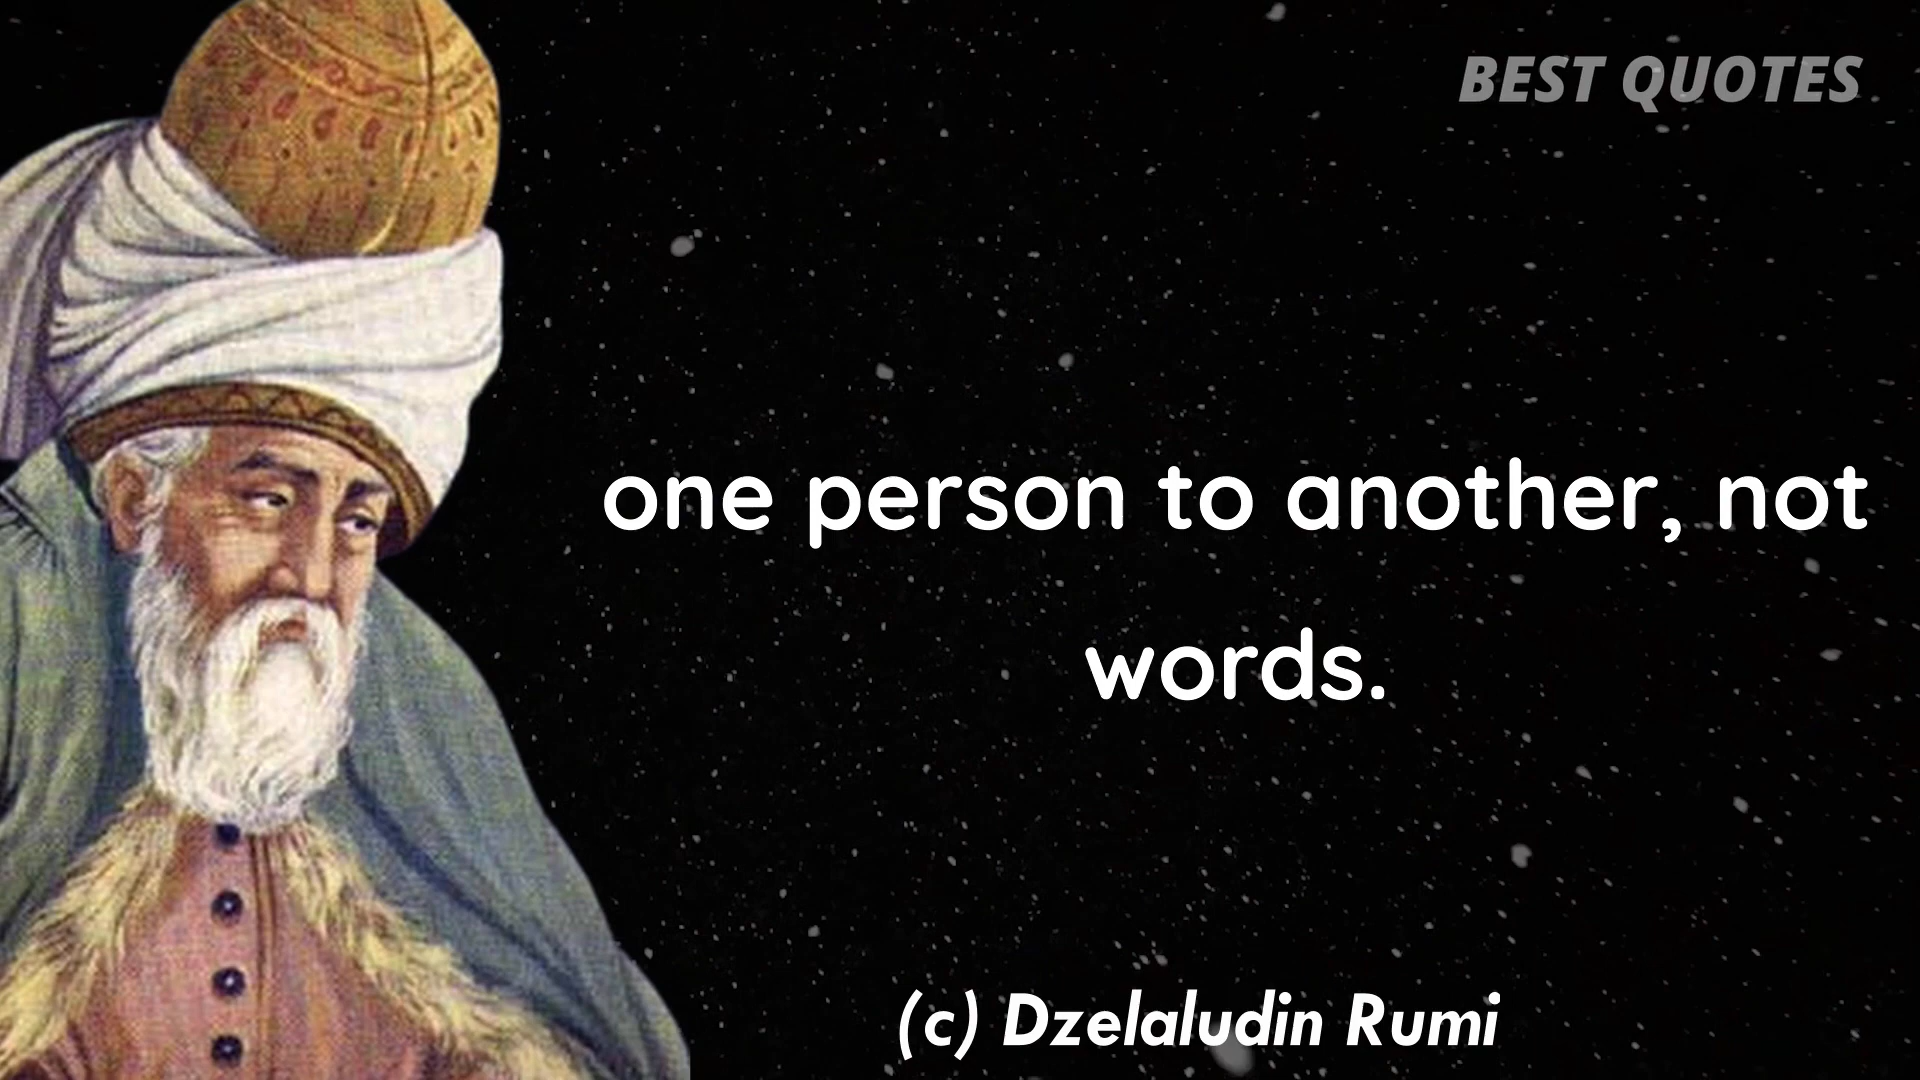 BEST QUOTES
one person to another, not
words.
(c) Dzelaludin Rumi